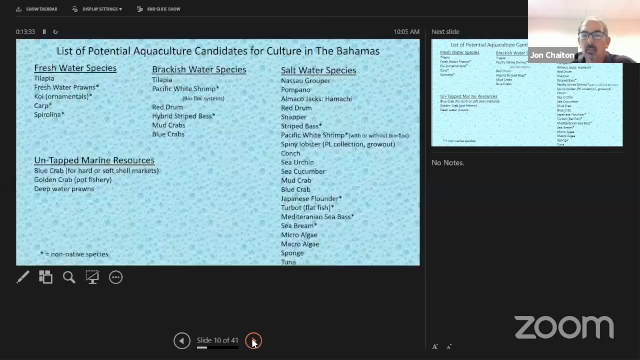 SHOW TASKBAR
DISPLAY SETTINGS
END SLIDE SHOW
0:13:33
10:05 AM
List of Potential Aquaculture Candidates for Culture in The Bahamas
Fresh Water Species
Tilapia
Fresh Water Prawns*
Koi (ornamentals)*
Carp*
Spirolina*
Un-Tapped Marine Resources
Blue Crab (for hard or soft shell markets)
Golden Crab (pot fishery)
Deep water prawns
* = non-native species
Brackish Water Species
Tilapia
Pacific White Shrimp*
(Bio-floc systems)
Red Drum
Hybrid Striped Bass*
Mud Crabs
Blue Crabs
Salt Water Species
Nassau Grouper
Pompano
Almaco Jacks: Hamachi
Red Drum
Snapper
Striped Bass*
Pacific White Shrimp*(with or without Bio-floc)
Spiny lobster (PL collection, growout)
Conch
Sea Urchin
Sea Cucumber
Mud Crab
Blue Crab
Japanese Flounder*
Turbot (flat fish)*
Mediteranian Sea Bass*
Sea Bream*
Micro Algae
Macro Algae
Sponge
Tuna
Slide 10 of 41
Next slide
Jon Chaiton
List of Potential Aquaculture Can
No Notes.
zoom